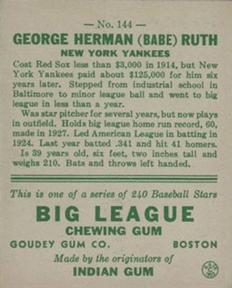 — No. 144 —
GEORGE HERMAN (BABE) RUTH
NEW YORK YANKEES
Cost Red Sox less than $3,000 in 1914, but New
York Yankees paid about $125,000 for him six
years later. Stepped from industrial school in
Baltimore to minor league ball and went to big
league in less than a year.
Was star pitcher for several years, but now plays
in outfield. Holds big league home run record, 60,
made in 1927. Led American League in batting in
1924. Last year batted .341 and hit 41 homers.
Is 39 years old, six feet, two inches tall and
weighs 210. Bats and throws left handed.
This is one of a series of 240 Baseball Stars
BIG LEAGUE
CHEWING GUM
GOUDEY GUM CO. BOSTON
Made by the originators of
INDIAN GUM